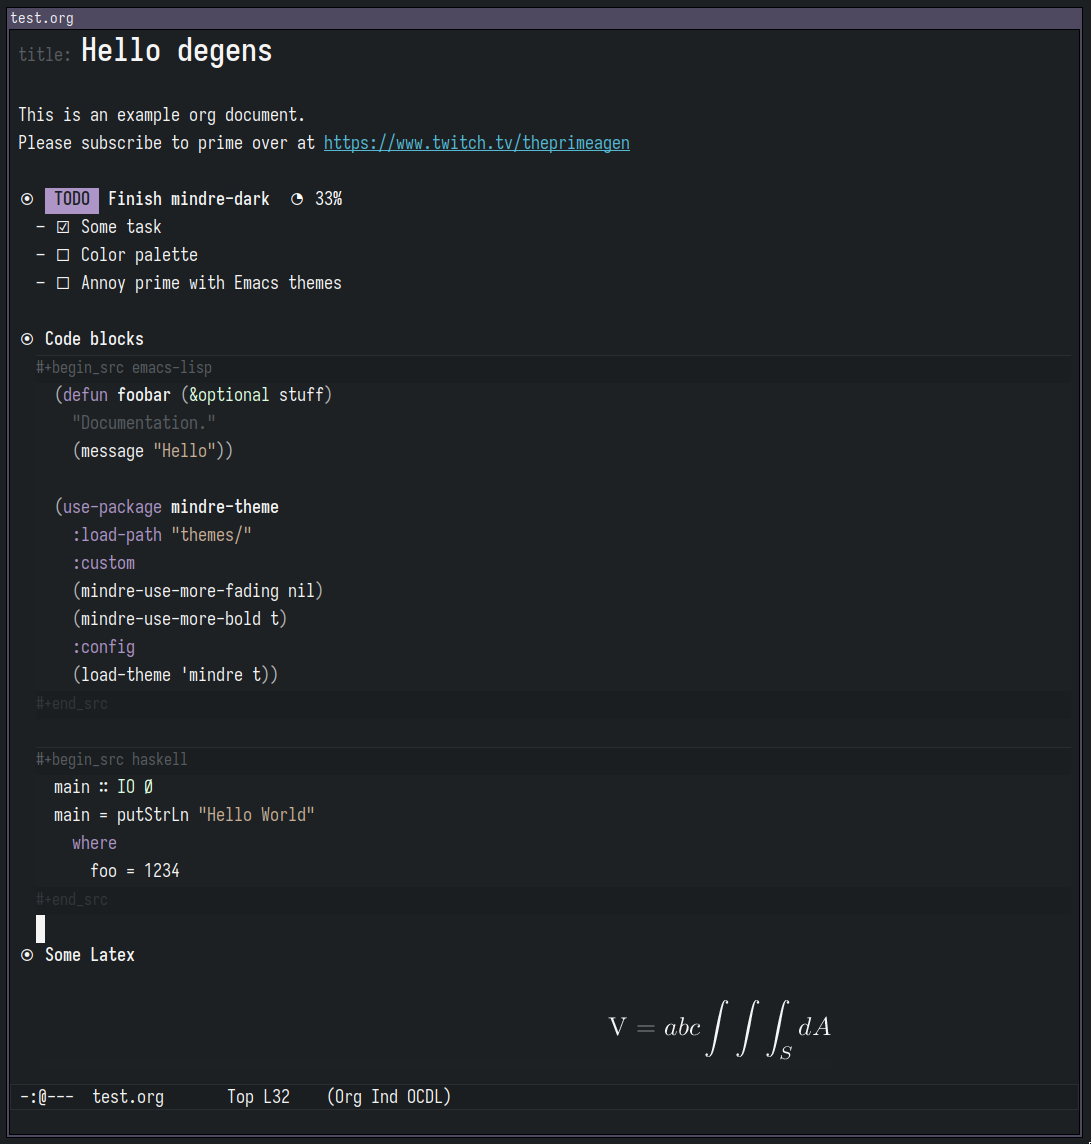 test.org
title: Hello degens
This is an example org document.
Please subscribe to prime over at https://www.twitch.tv/theprimeagen
◉ TODO Finish mindre-dark ◔ 33%
– ☑ Some task
– ☐ Color palette
– ☐ Annoy prime with Emacs themes
◉ Code blocks
#+begin_src emacs-lisp
(defun foobar (&optional stuff)
"Documentation."
(message "Hello"))
(use-package mindre-theme
:load-path "themes/"
:custom
(mindre-use-more-fading nil)
(mindre-use-more-bold t)
:config
(load-theme 'mindre t))
#+end_src
#+begin_src haskell
main ∷ IO Ø
main = putStrLn "Hello World"
where
foo = 1234
#+end_src
◉ Some Latex
V = abc∫ ∫ ∫_S dA
-:@--- test.org Top L32 (Org Ind OCDL)